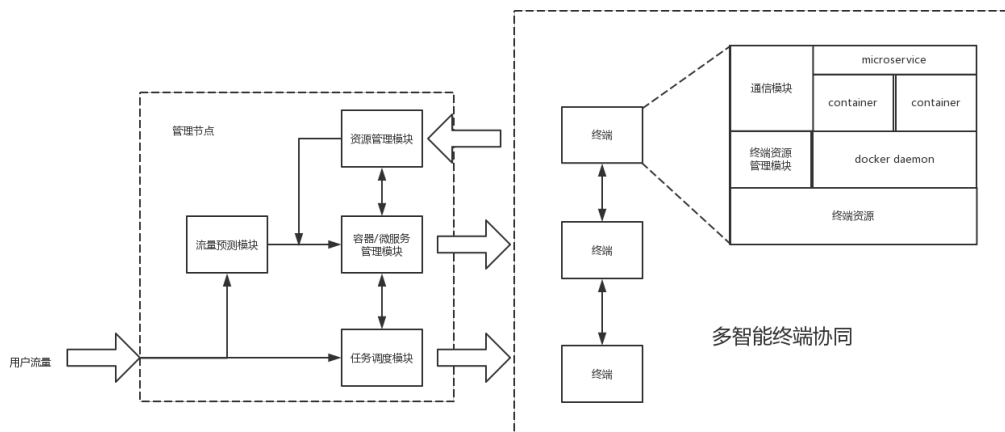 管理节点
资源管理模块
流量预测模块
容器/微服务
管理模块
任务调度模块
用户流量
终端
终端
终端
通信模块
microservice
container
container
终端资源
管理模块
docker daemon
终端资源
多智能终端协同